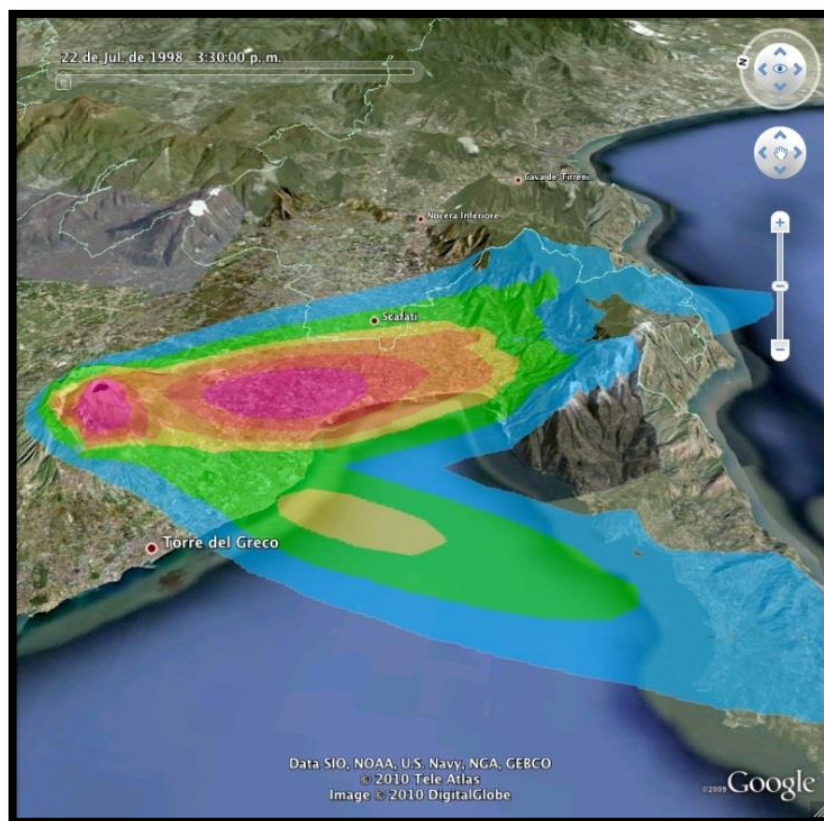 22 de Jul. de 1998 3:30:00 p. m.
N
Cava de' Tirreni
Nocera Inferiore
Scafati
Torre del Greco
Data SIO, NOAA, U.S. Navy, NGA, GEBCO
© 2010 Tele Atlas
Image © 2010 DigitalGlobe
©2009 Google